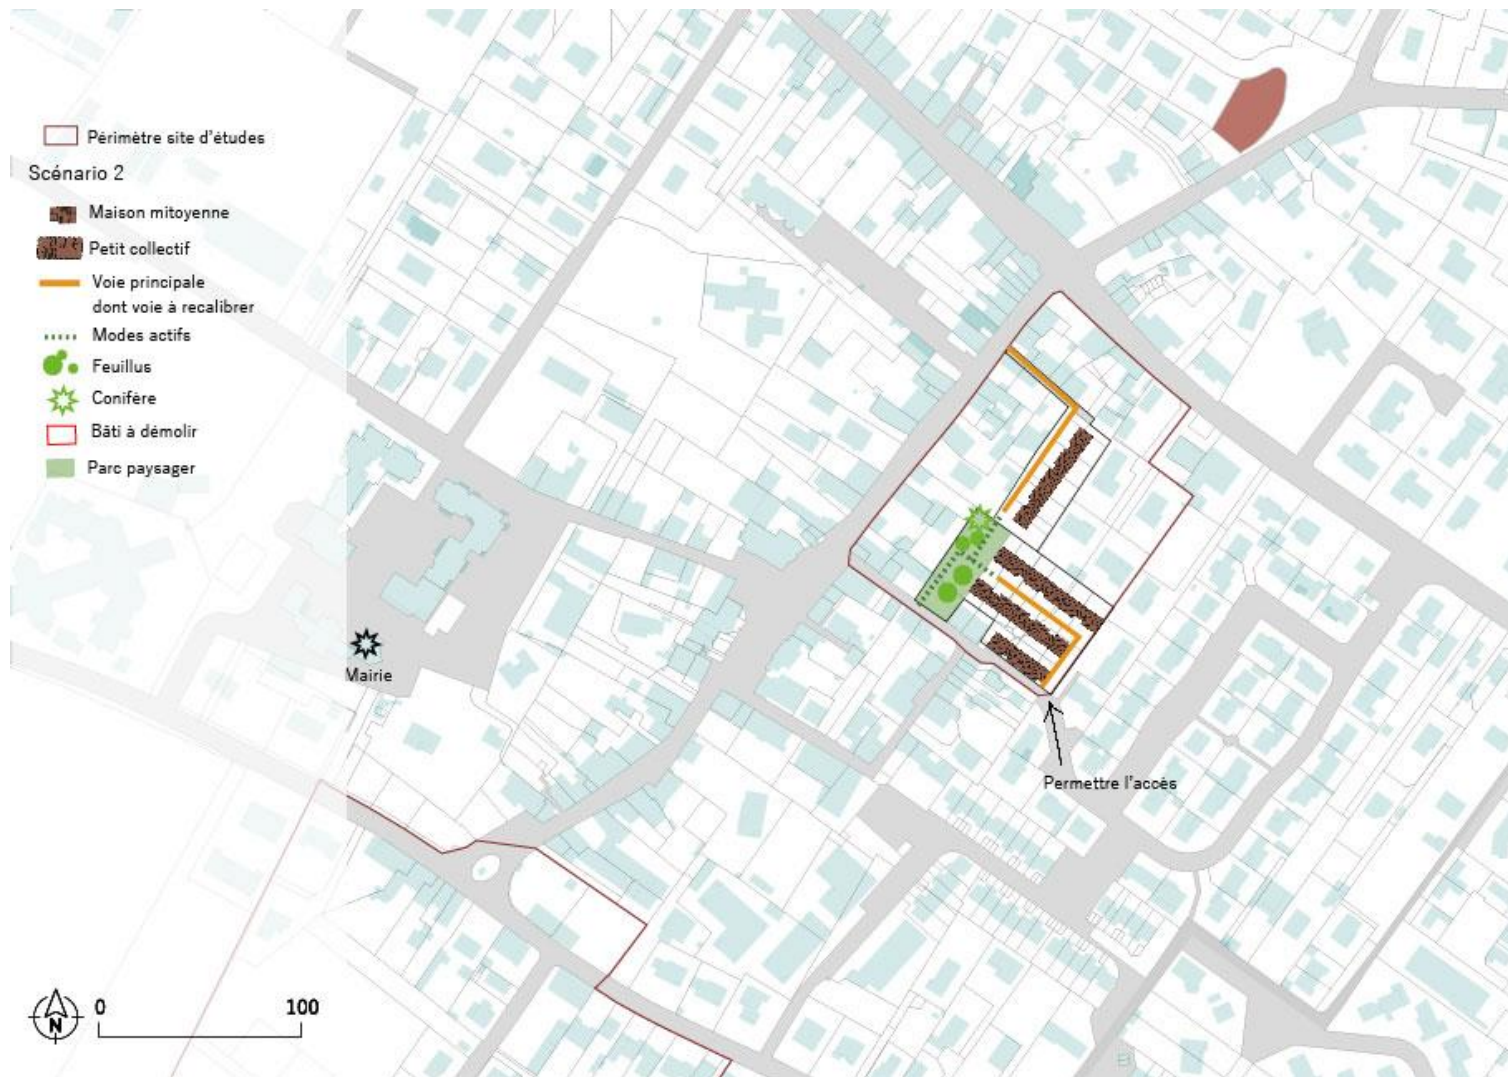 Périmètre site d'études
Scénario 2
Maison mitoyenne
Petit collectif
Voie principale
dont voie à recalibrer
Modes actifs
Feuillus
Conifère
Bâti à démolir
Parc paysager
Mairie
Permettre l'accès
N
0 100